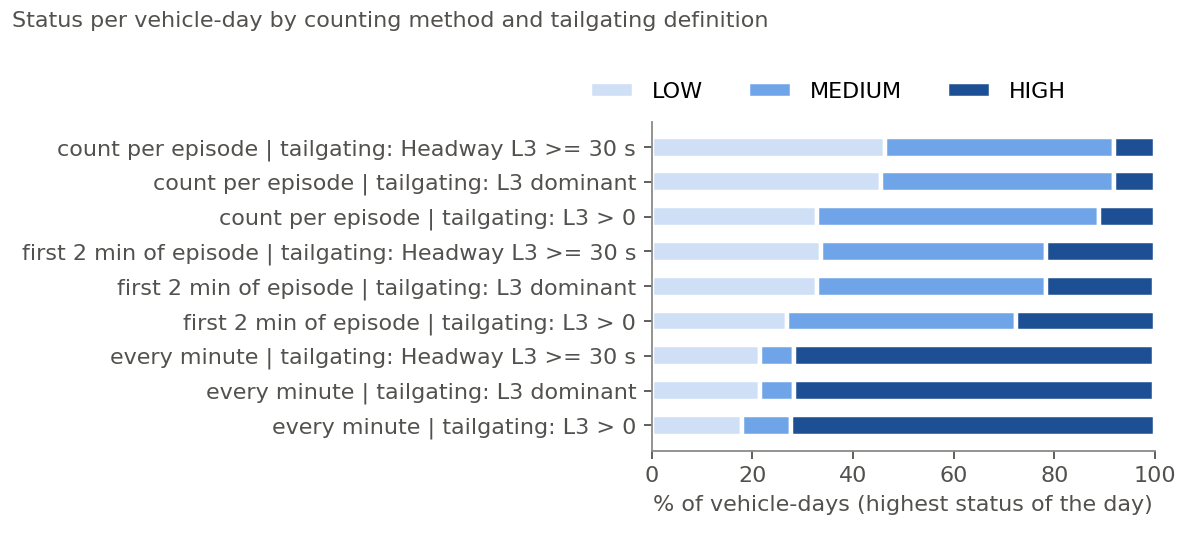 Status per vehicle-day by counting method and tailgating definition
LOW MEDIUM HIGH
count per episode | tailgating: Headway L3 >= 30 s
count per episode | tailgating: L3 dominant
count per episode | tailgating: L3 > 0
first 2 min of episode | tailgating: Headway L3 >= 30 s
first 2 min of episode | tailgating: L3 dominant
first 2 min of episode | tailgating: L3 > 0
every minute | tailgating: Headway L3 >= 30 s
every minute | tailgating: L3 dominant
every minute | tailgating: L3 > 0
0 20 40 60 80 100
% of vehicle-days (highest status of the day)